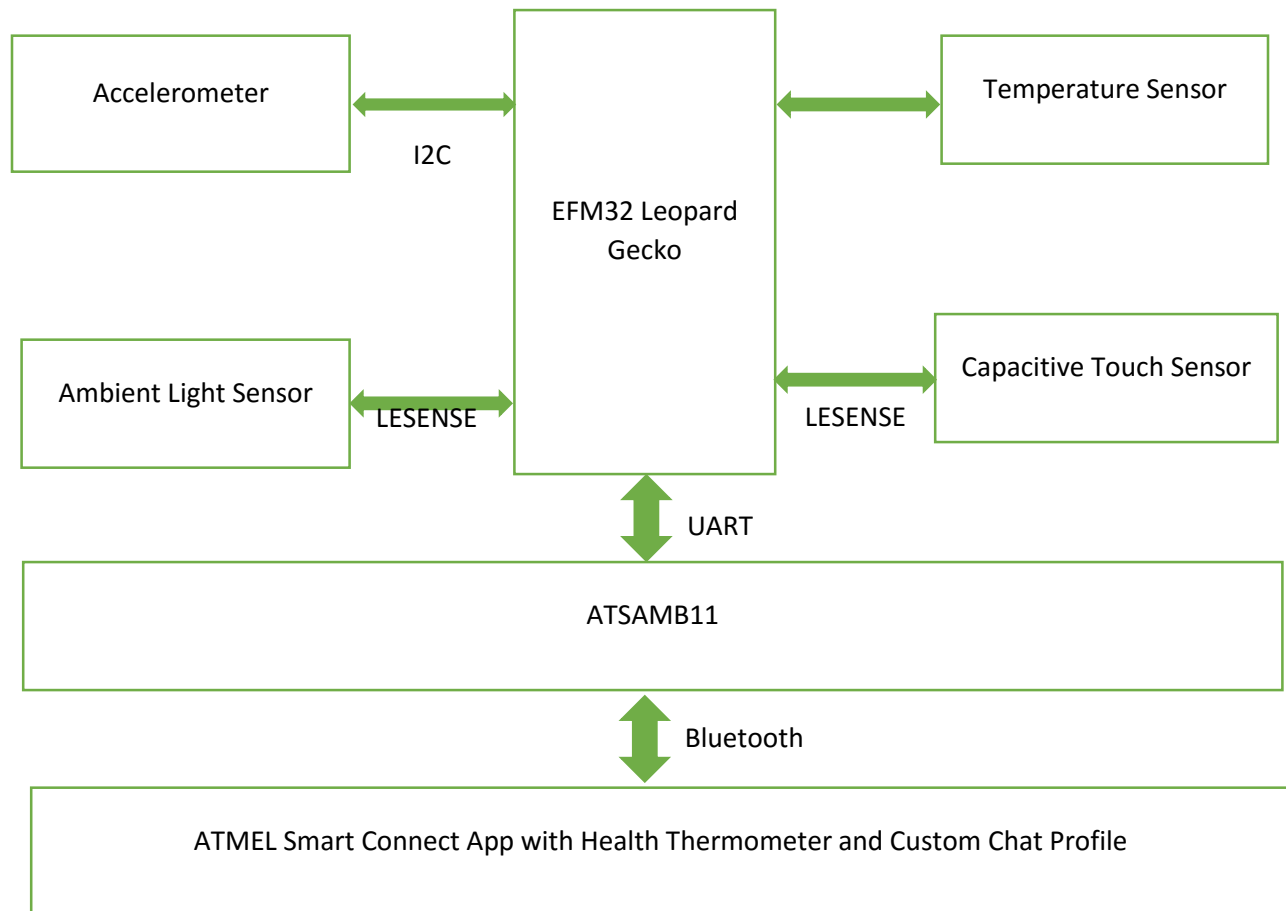 Accelerometer
I2C
Temperature Sensor
EFM32 Leopard
Gecko
Ambient Light Sensor
LESENSE
Capacitive Touch Sensor
LESENSE
UART
ATSAMB11
Bluetooth
ATMEL Smart Connect App with Health Thermometer and Custom Chat Profile